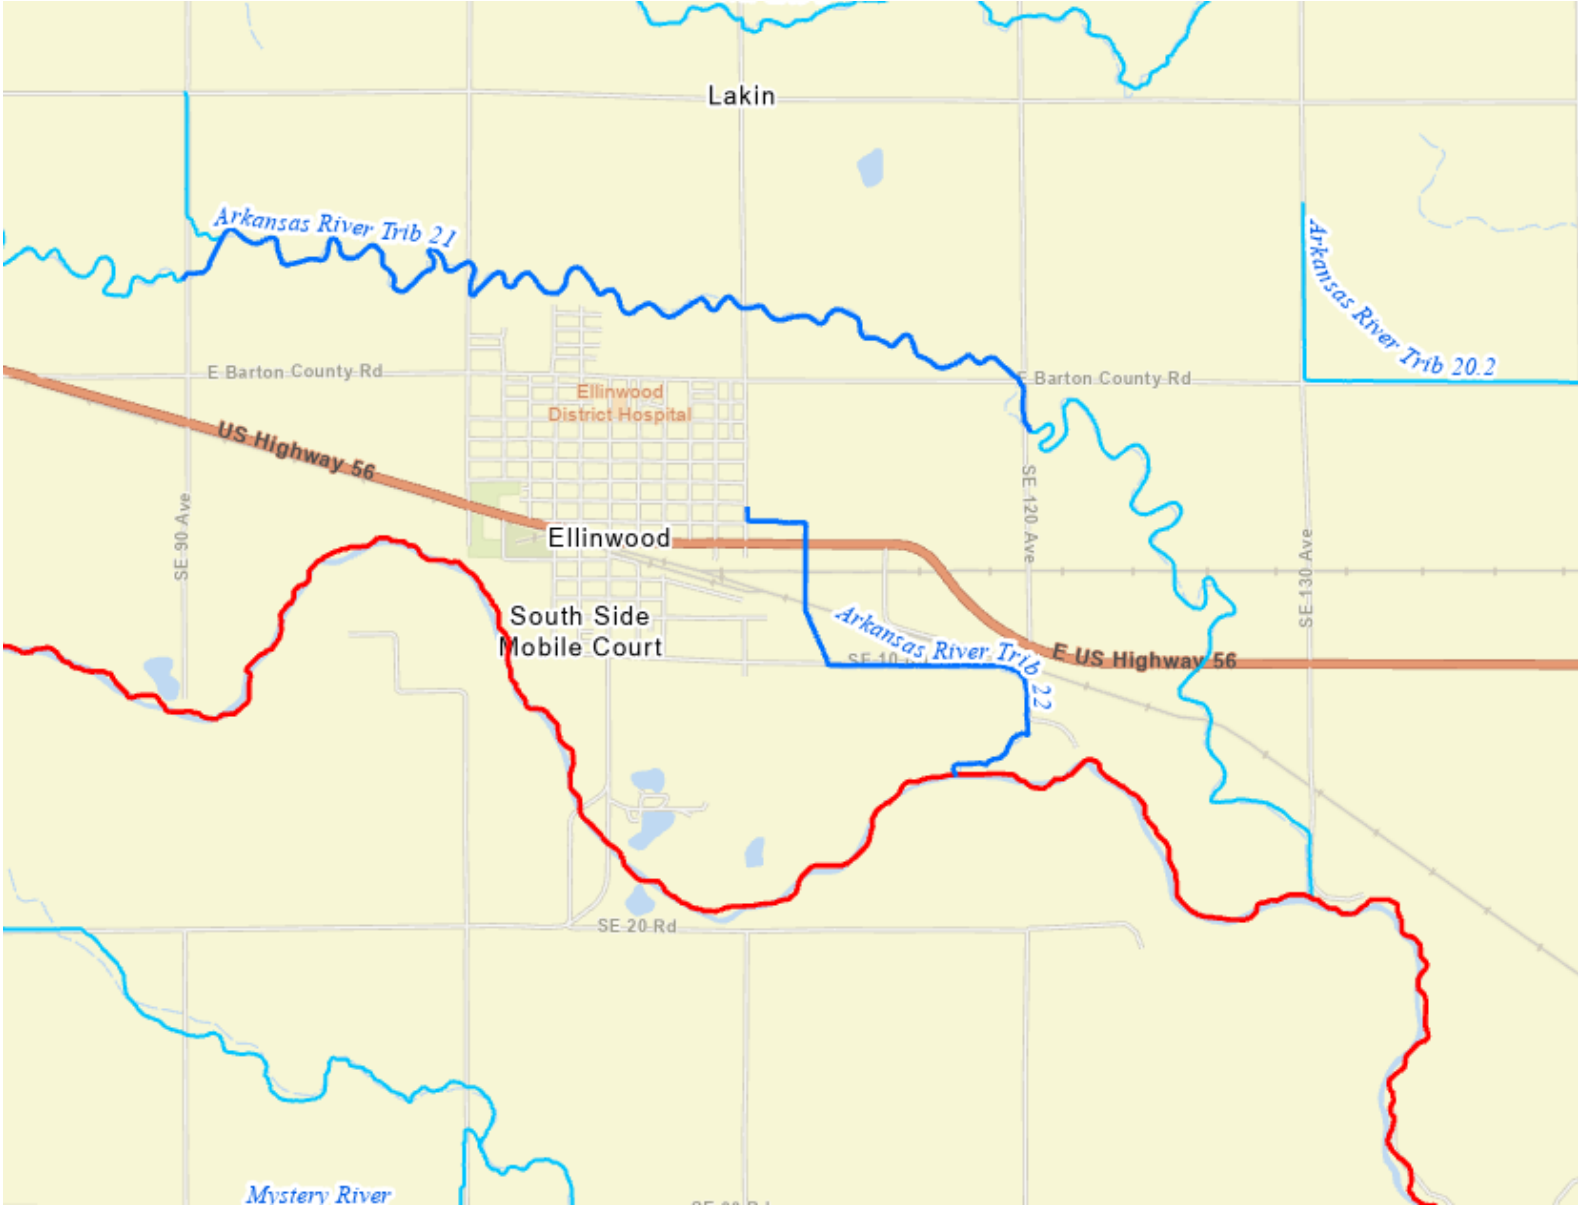 Lakin
Arkansas River Trib 21
Arkansas River Trib 20.2
E Barton County Rd
E Barton County Rd
Ellinwood
District Hospital
US Highway 56
SE 90 Ave
SE 120 Ave
SE 130 Ave
Ellinwood
South Side
Mobile Court
Arkansas River Trib 22
SE 10
E US Highway 56
SE 20 Rd
Mystery River